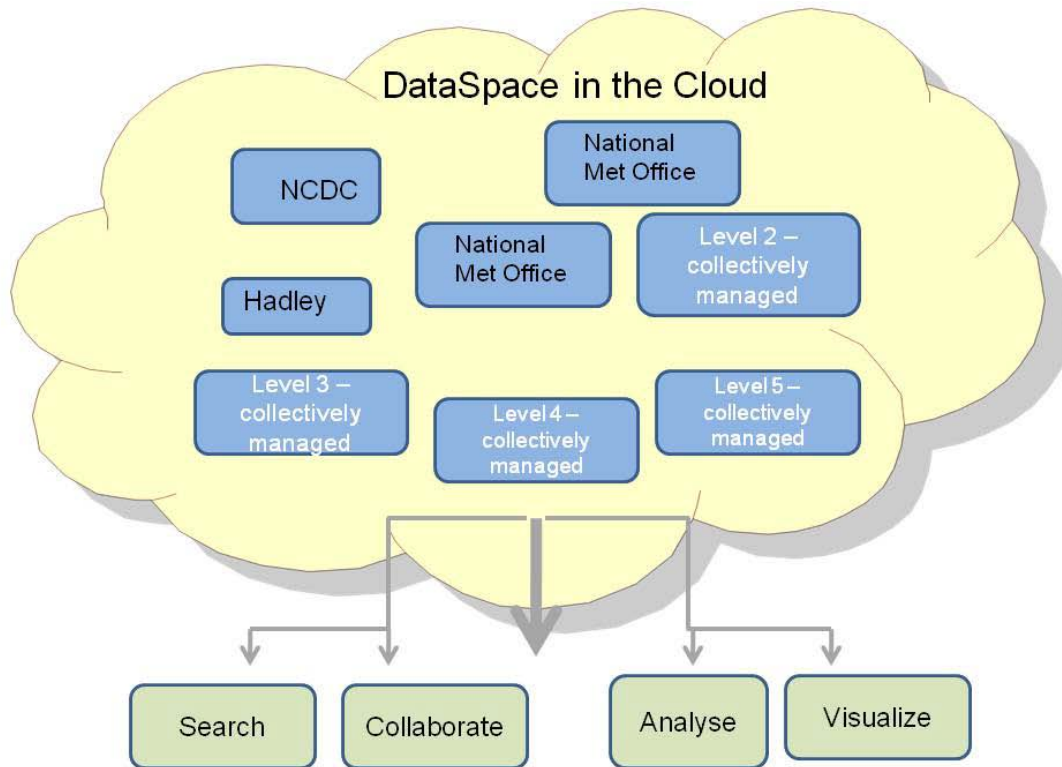 DataSpace in the Cloud
National
Met Office
NCDC
National
Met Office
Level 2 –
collectively
managed
Hadley
Level 3 –
collectively
managed
Level 4 –
collectively
managed
Level 5 –
collectively
managed
Search
Collaborate
Analyse
Visualize